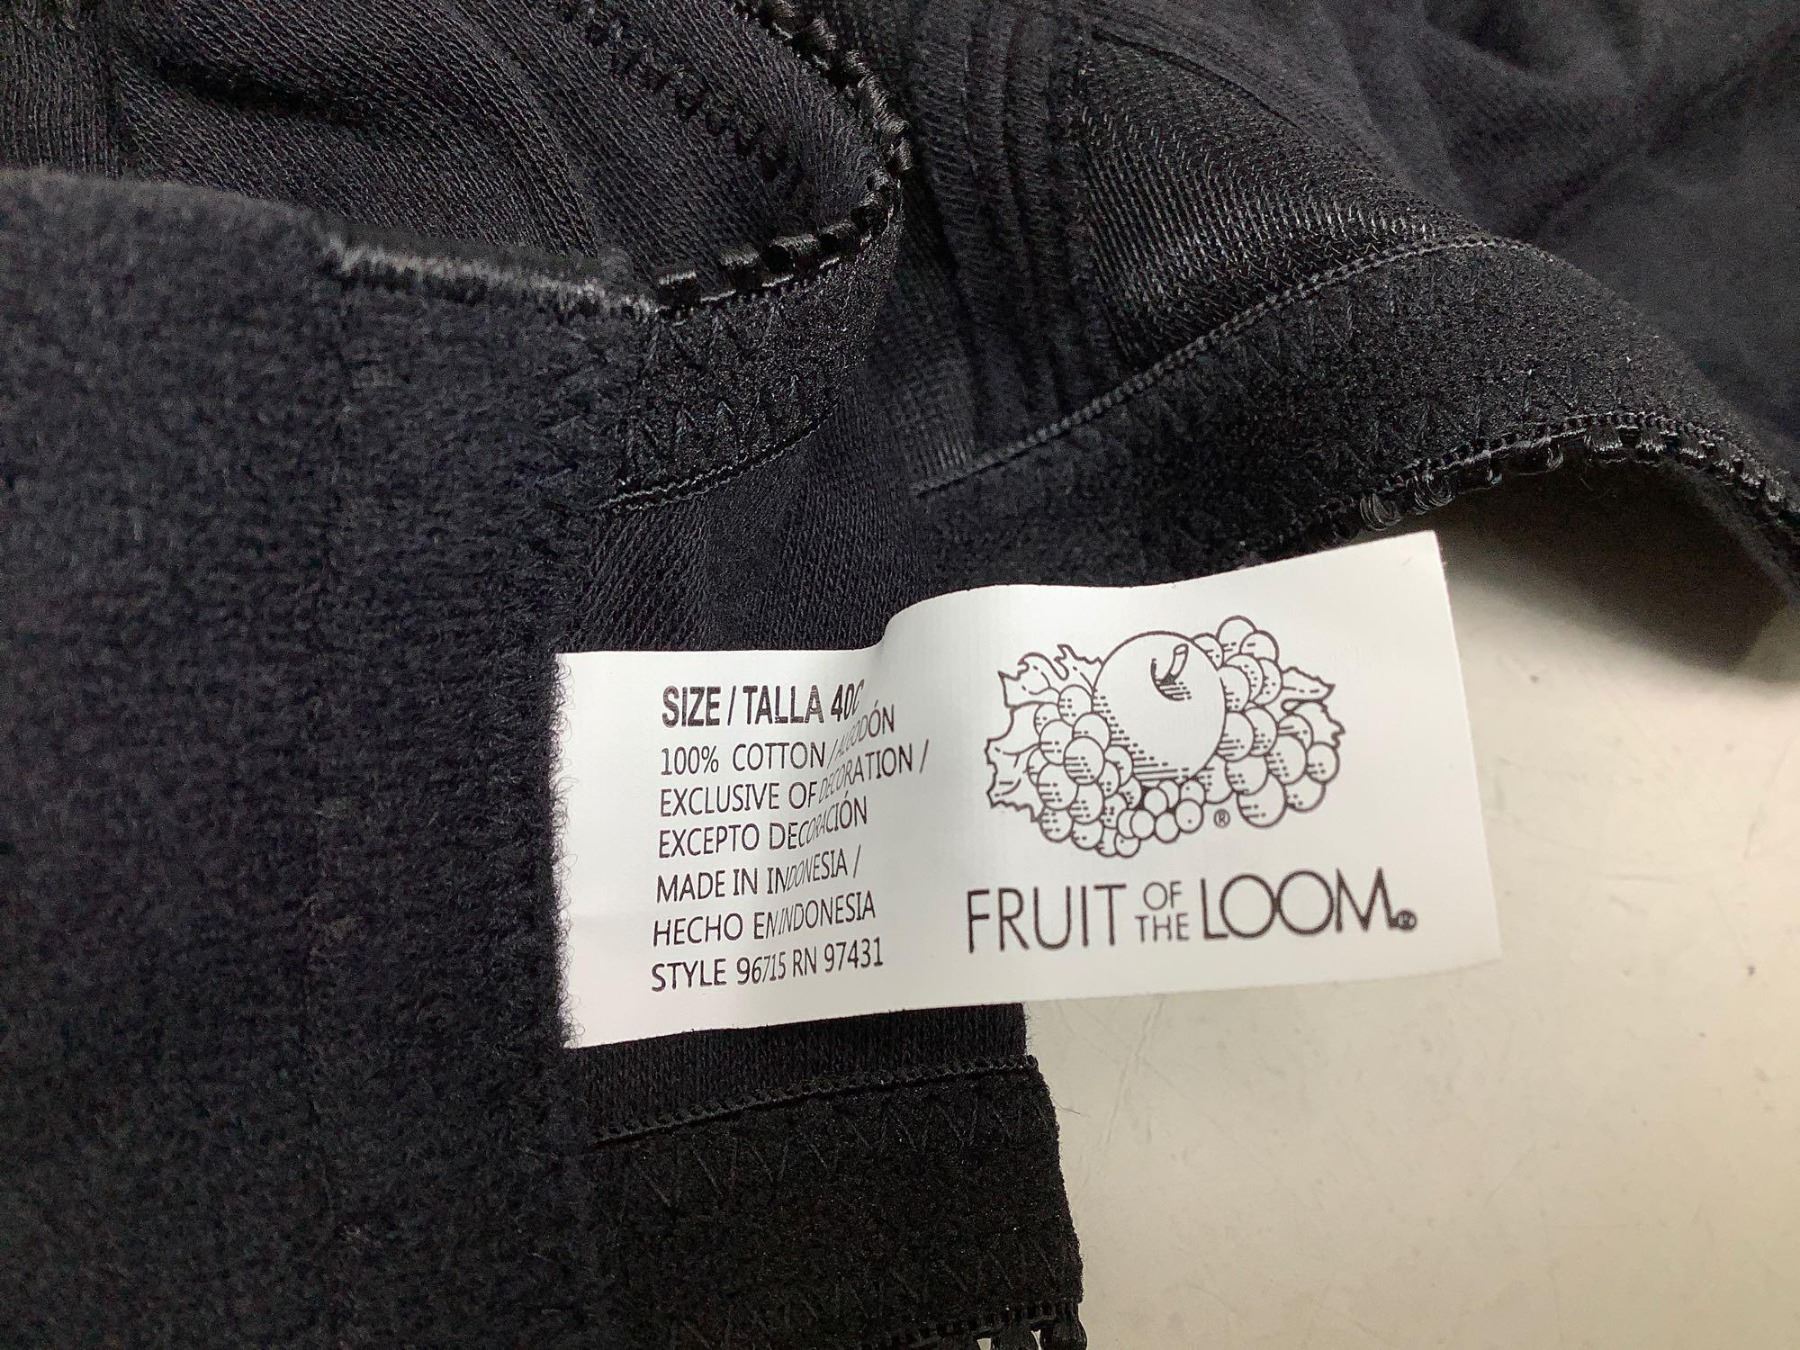 SIZE / TALLA 40C
100% COTTON / ALGODÓN
EXCLUSIVE OF DECORATION /
EXCEPTO DECORACIÓN
MADE IN INDONESIA /
HECHO EN INDONESIA
STYLE 96715 RN 97431
®
FRUIT OF THE LOOM®